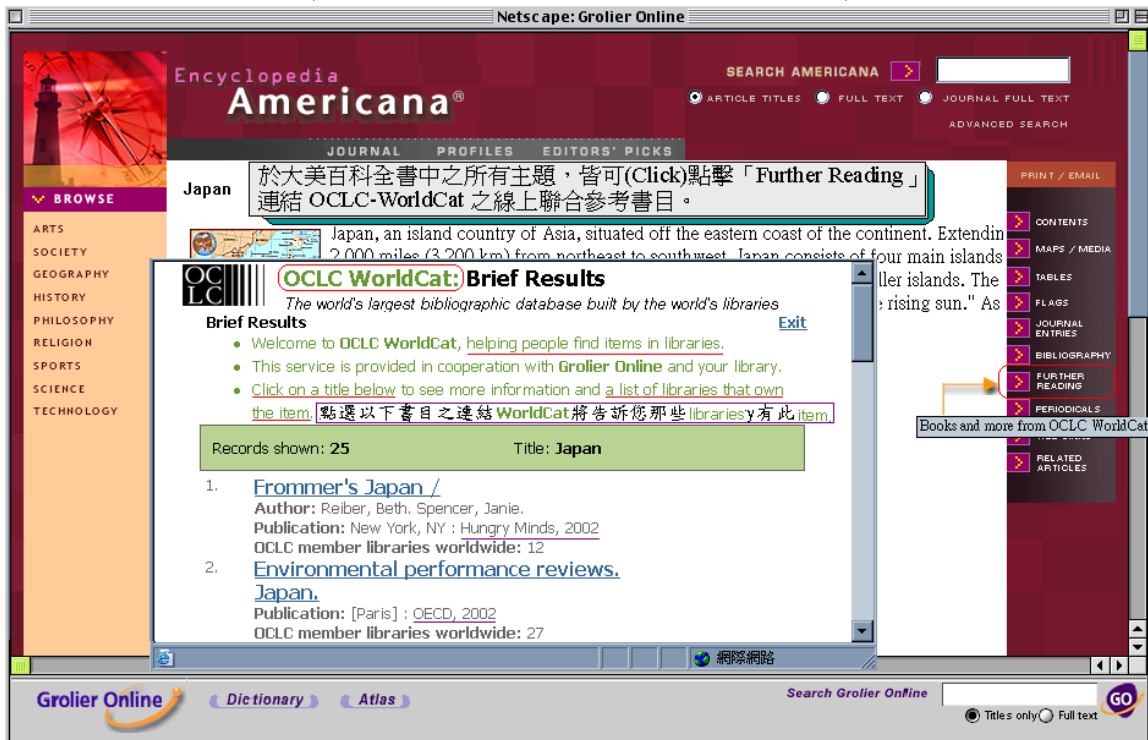 Netscape: Grolier Online
Encyclopedia
Americana®
SEARCH AMERICANA
ARTICLE TITLES FULL TEXT JOURNAL FULL TEXT
ADVANCED SEARCH
JOURNAL PROFILES EDITORS' PICKS
BROWSE
ARTS
SOCIETY
GEOGRAPHY
HISTORY
PHILOSOPHY
RELIGION
SPORTS
SCIENCE
TECHNOLOGY
Japan
於大美百科全書中之所有主題，皆可(Click)點擊「Further Reading」
連結 OCLC-WorldCat 之線上聯合參考書目。
Japan, an island country of Asia, situated off the eastern coast of the continent. Extendin
2,000 miles (3,200 km) from northeast to southwest, Japan consists of four main islands
ller islands. The
e rising sun." As
OCLC
OCLC WorldCat: Brief Results
The world's largest bibliographic database built by the world's libraries
Brief Results
Exit
Welcome to OCLC WorldCat, helping people find items in libraries.
This service is provided in cooperation with Grolier Online and your library.
Click on a title below to see more information and a list of libraries that own
the item. 點選以下書目之連結WorldCat將告訴您那些librariesy有此item.
Records shown: 25 Title: Japan
1. Frommer's Japan /
Author: Reiber, Beth. Spencer, Janie.
Publication: New York, NY : Hungry Minds, 2002
OCLC member libraries worldwide: 12
2. Environmental performance reviews.
Japan.
Publication: [Paris] : OECD, 2002
OCLC member libraries worldwide: 27
網際網路
PRINT / EMAIL
CONTENTS
MAPS / MEDIA
TABLES
FLAGS
JOURNAL
ENTRIES
BIBLIOGRAPHY
FURTHER
READING
PERIODICALS
Books and more from OCLC WorldCat
RELATED
ARTICLES
Grolier Online
Dictionary
Atlas
Search Grolier Online
GO
Titles only Full text